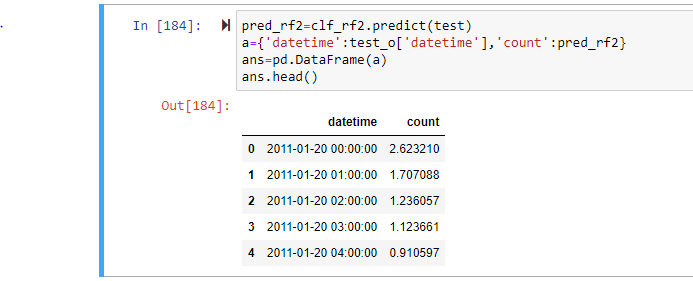 In [184]:
pred_rf2=clf_rf2.predict(test)
a={'datetime':test_o['datetime'],'count':pred_rf2}
ans=pd.DataFrame(a)
ans.head()
Out[184]:
datetime count
0 2011-01-20 00:00:00 2.623210
1 2011-01-20 01:00:00 1.707088
2 2011-01-20 02:00:00 1.236057
3 2011-01-20 03:00:00 1.123661
4 2011-01-20 04:00:00 0.910597